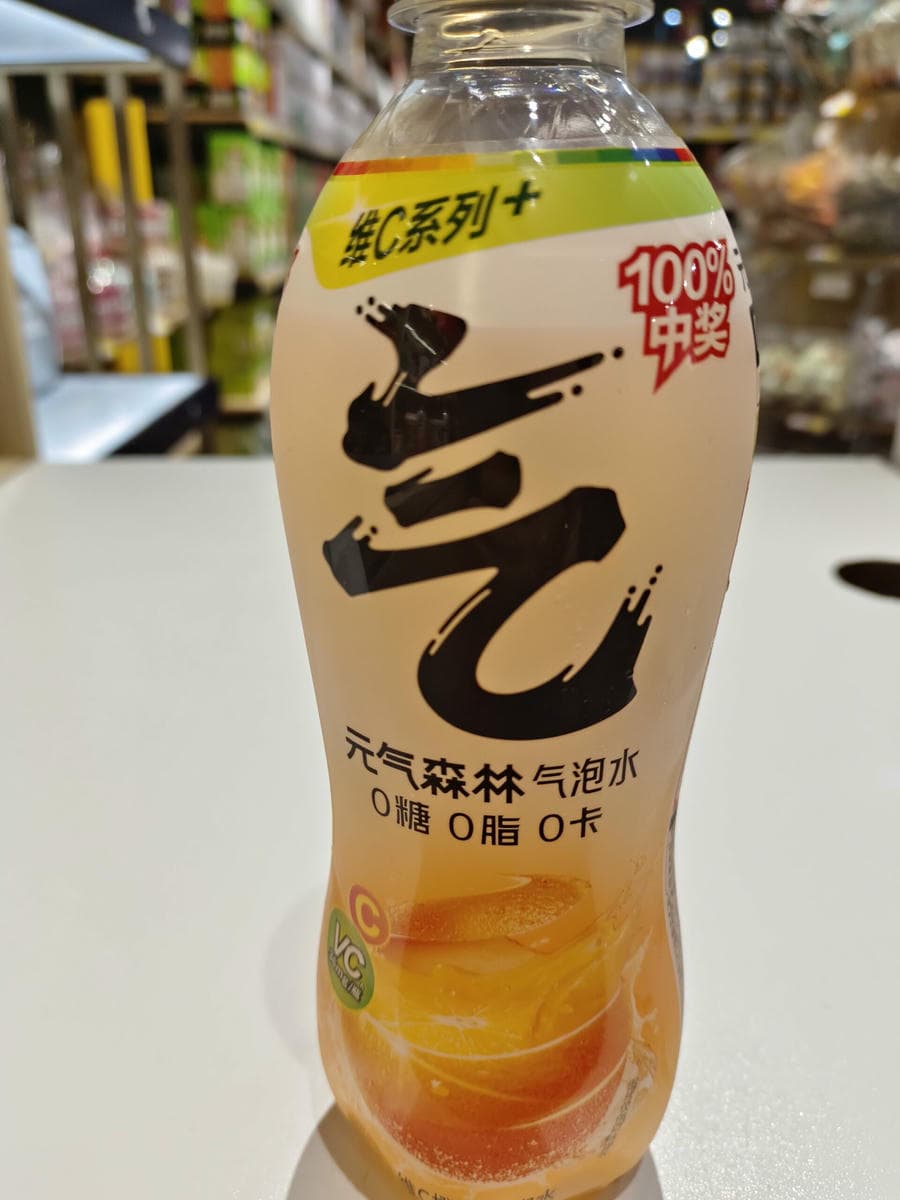 维C系列+
100%
中奖
气
元气森林 气泡水
0糖 0脂 0卡
C
VC